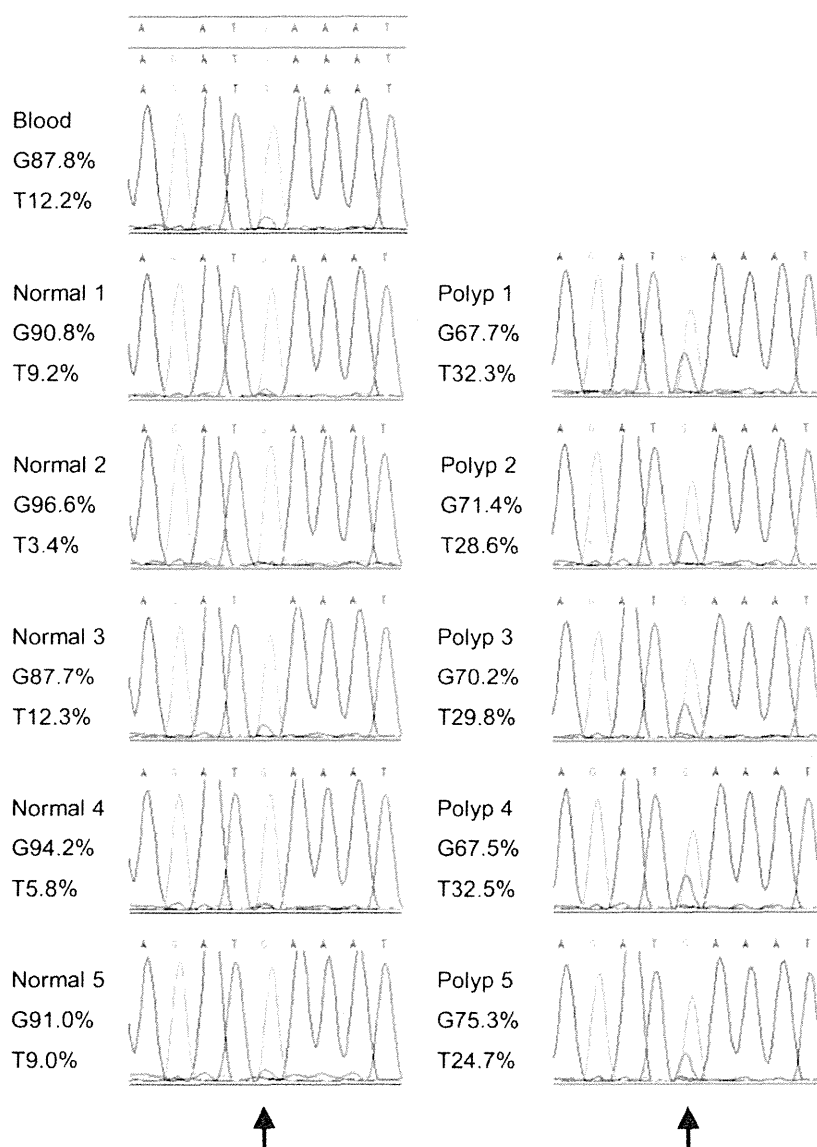 A A T G A A A T
A G A T G A A A T
A G A T G A A A T
Blood
G87.8%
T12.2%
A G A T G A A A T
Normal 1
G90.8%
T9.2%
A G A T G A A A T
Polyp 1
G67.7%
T32.3%
A G A T G A A A T
Normal 2
G96.6%
T3.4%
A G A T G A A A T
Polyp 2
G71.4%
T28.6%
A G A T A A A T
Normal 3
G87.7%
T12.3%
A G A T G A A A T
Polyp 3
G70.2%
T29.8%
A G A T G A A A T
Normal 4
G94.2%
T5.8%
A G A T G A A A T
Polyp 4
G67.5%
T32.5%
A G A T G A A A T
Normal 5
G91.0%
T9.0%
A G A T G A A A T
Polyp 5
G75.3%
T24.7%